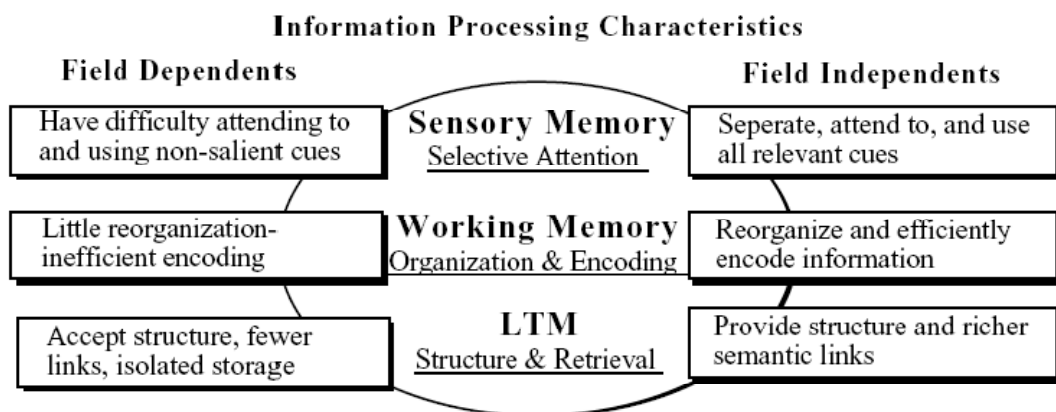 Information Processing Characteristics
Field Dependents
Field Independents
Have difficulty attending to
and using non-salient cues
Sensory Memory
Selective Attention
Seperate, attend to, and use
all relevant cues
Little reorganization-
inefficient encoding
Working Memory
Organization & Encoding
Reorganize and efficiently
encode information
Accept structure, fewer
links, isolated storage
LTM
Structure & Retrieval
Provide structure and richer
semantic links